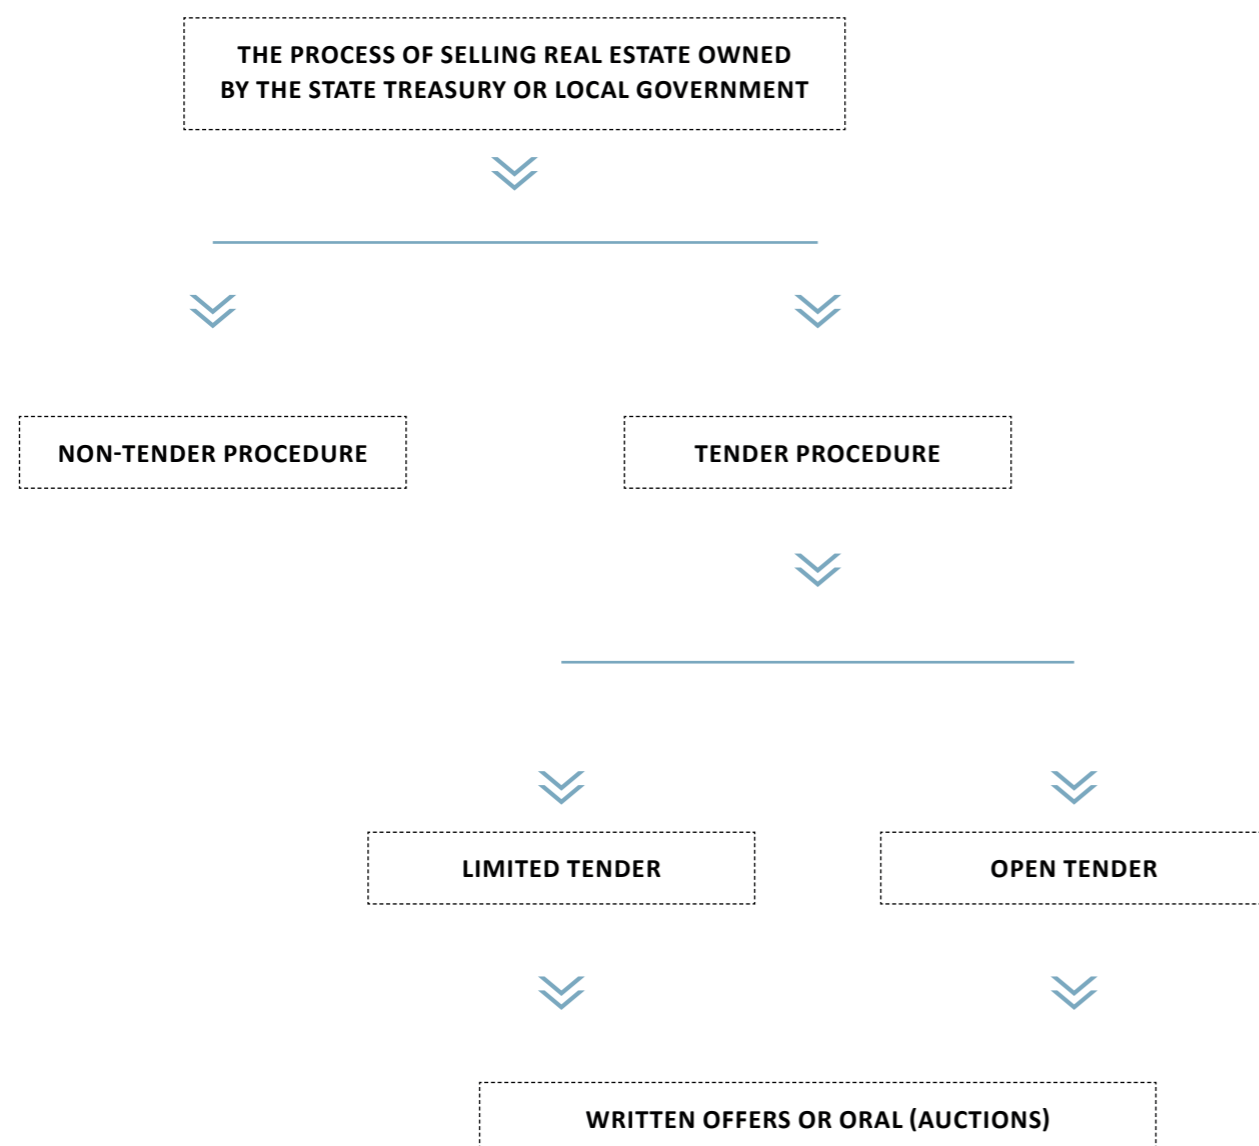 THE PROCESS OF SELLING REAL ESTATE OWNED
BY THE STATE TREASURY OR LOCAL GOVERNMENT
NON-TENDER PROCEDURE
TENDER PROCEDURE
LIMITED TENDER
OPEN TENDER
WRITTEN OFFERS OR ORAL (AUCTIONS)